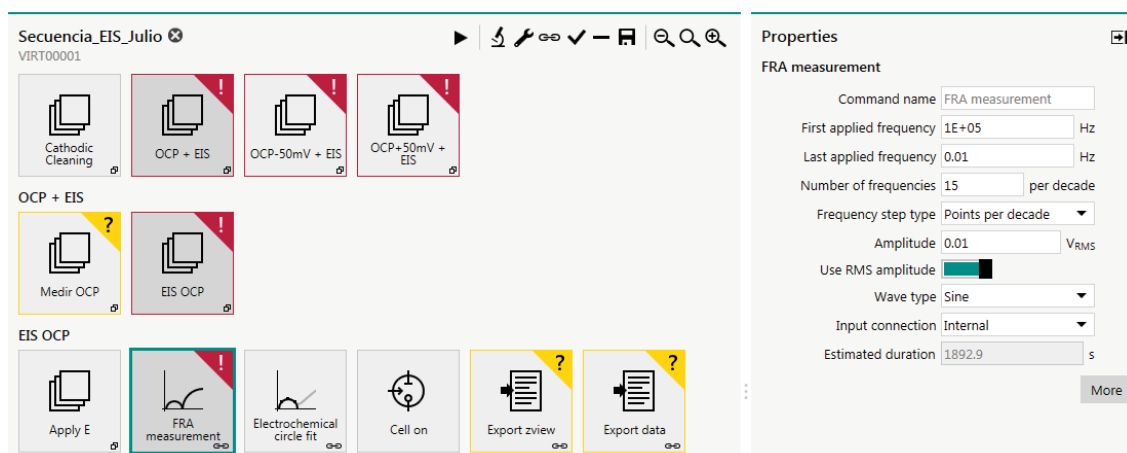 Secuencia_EIS_Julio
VIRT00001
Cathodic
Cleaning
!
OCP + EIS
!
OCP-50mV + EIS
!
OCP+50mV +
EIS
OCP + EIS
?
Medir OCP
!
EIS OCP
EIS OCP
Apply E
!
FRA
measurement
Electrochemical
circle fit
Cell on
?
Export zview
?
Export data
Properties
FRA measurement
Command name FRA measurement
First applied frequency 1E+05 Hz
Last applied frequency 0.01 Hz
Number of frequencies 15 per decade
Frequency step type Points per decade
Amplitude 0.01 VRMS
Use RMS amplitude
Wave type Sine
Input connection Internal
Estimated duration 1892.9 s
More